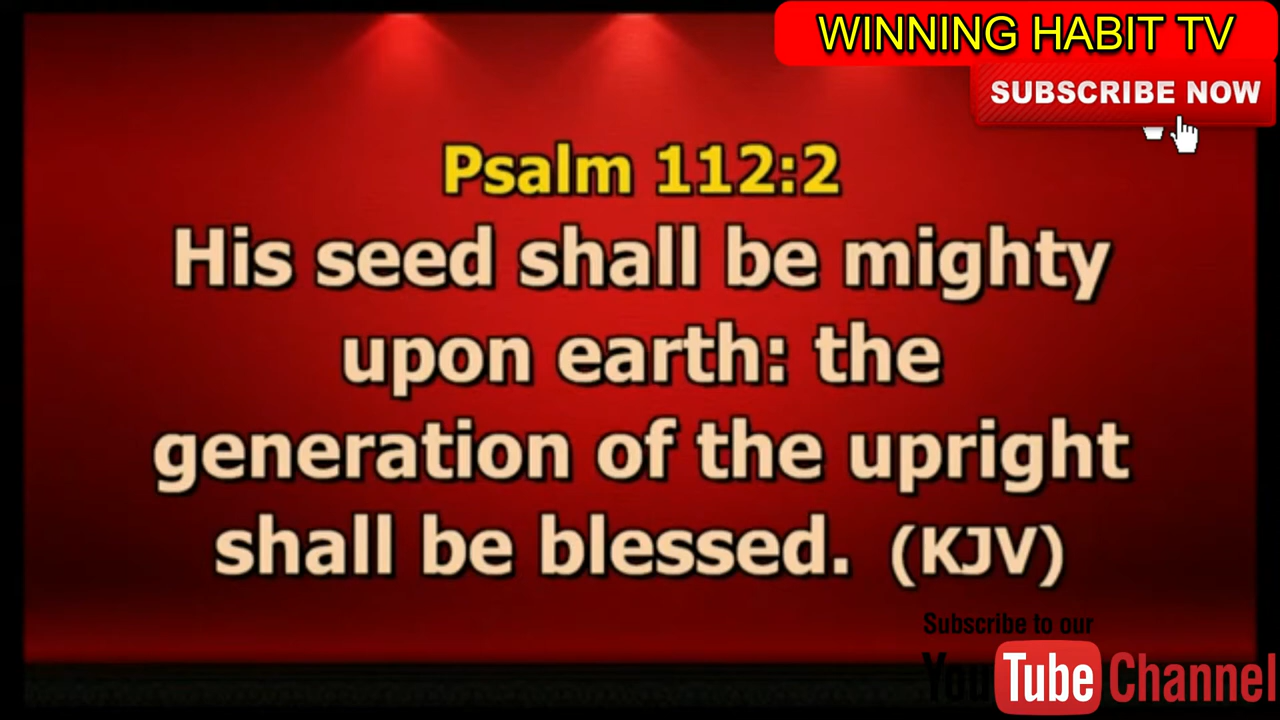 WINNING HABIT TV
SUBSCRIBE NOW
Psalm 112:2
His seed shall be mighty
upon earth: the
generation of the upright
shall be blessed. (KJV)
Subscribe to our
YouTube Channel